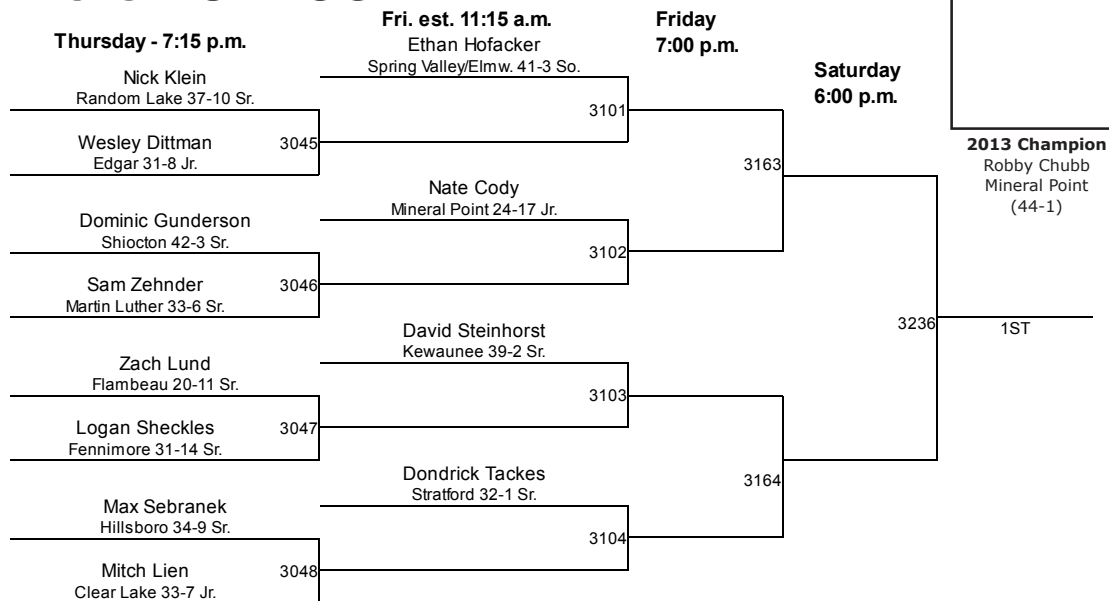 Thursday - 7:15 p.m.
Nick Klein
Random Lake 37-10 Sr.
Wesley Dittman
Edgar 31-8 Jr.
3045
Dominic Gunderson
Shiocton 42-3 Sr.
Sam Zehnder
Martin Luther 33-6 Sr.
3046
Zach Lund
Flambeau 20-11 Sr.
Logan Sheckles
Fennimore 31-14 Sr.
3047
Max Sebranek
Hillsboro 34-9 Sr.
Mitch Lien
Clear Lake 33-7 Jr.
3048
Fri. est. 11:15 a.m.
Ethan Hofacker
Spring Valley/Elmw. 41-3 So.
3101
Nate Cody
Mineral Point 24-17 Jr.
3102
David Steinhorst
Kewaunee 39-2 Sr.
3103
Dondrick Tackes
Stratford 32-1 Sr.
3104
Friday
7:00 p.m.
3163
3164
Saturday
6:00 p.m.
3236
1ST
2013 Champion
Robby Chubb
Mineral Point
(44-1)